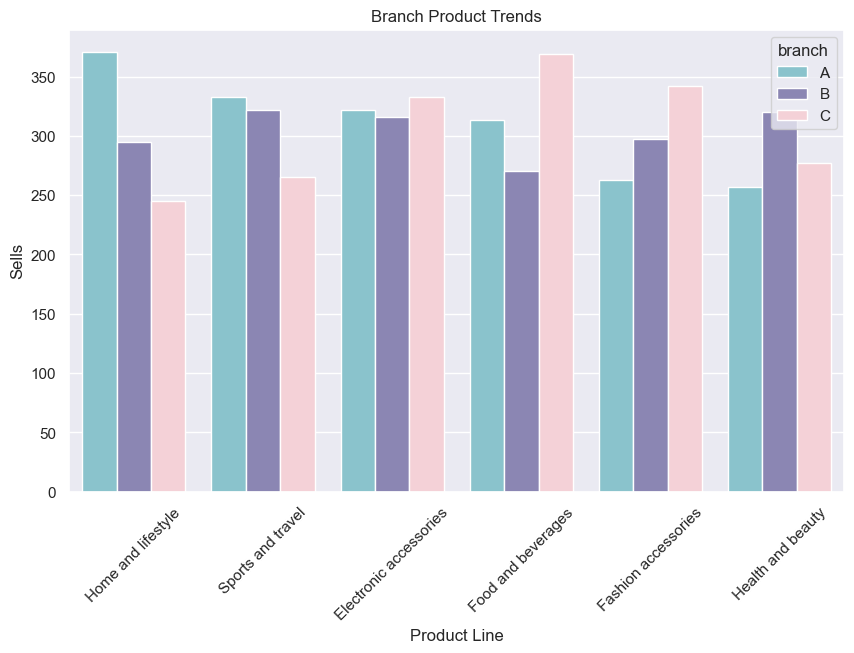 Branch Product Trends
branch
A
B
C
Sells
350
300
250
200
150
100
50
0
Home and lifestyle
Sports and travel
Electronic accessories
Food and beverages
Fashion accessories
Health and beauty
Product Line